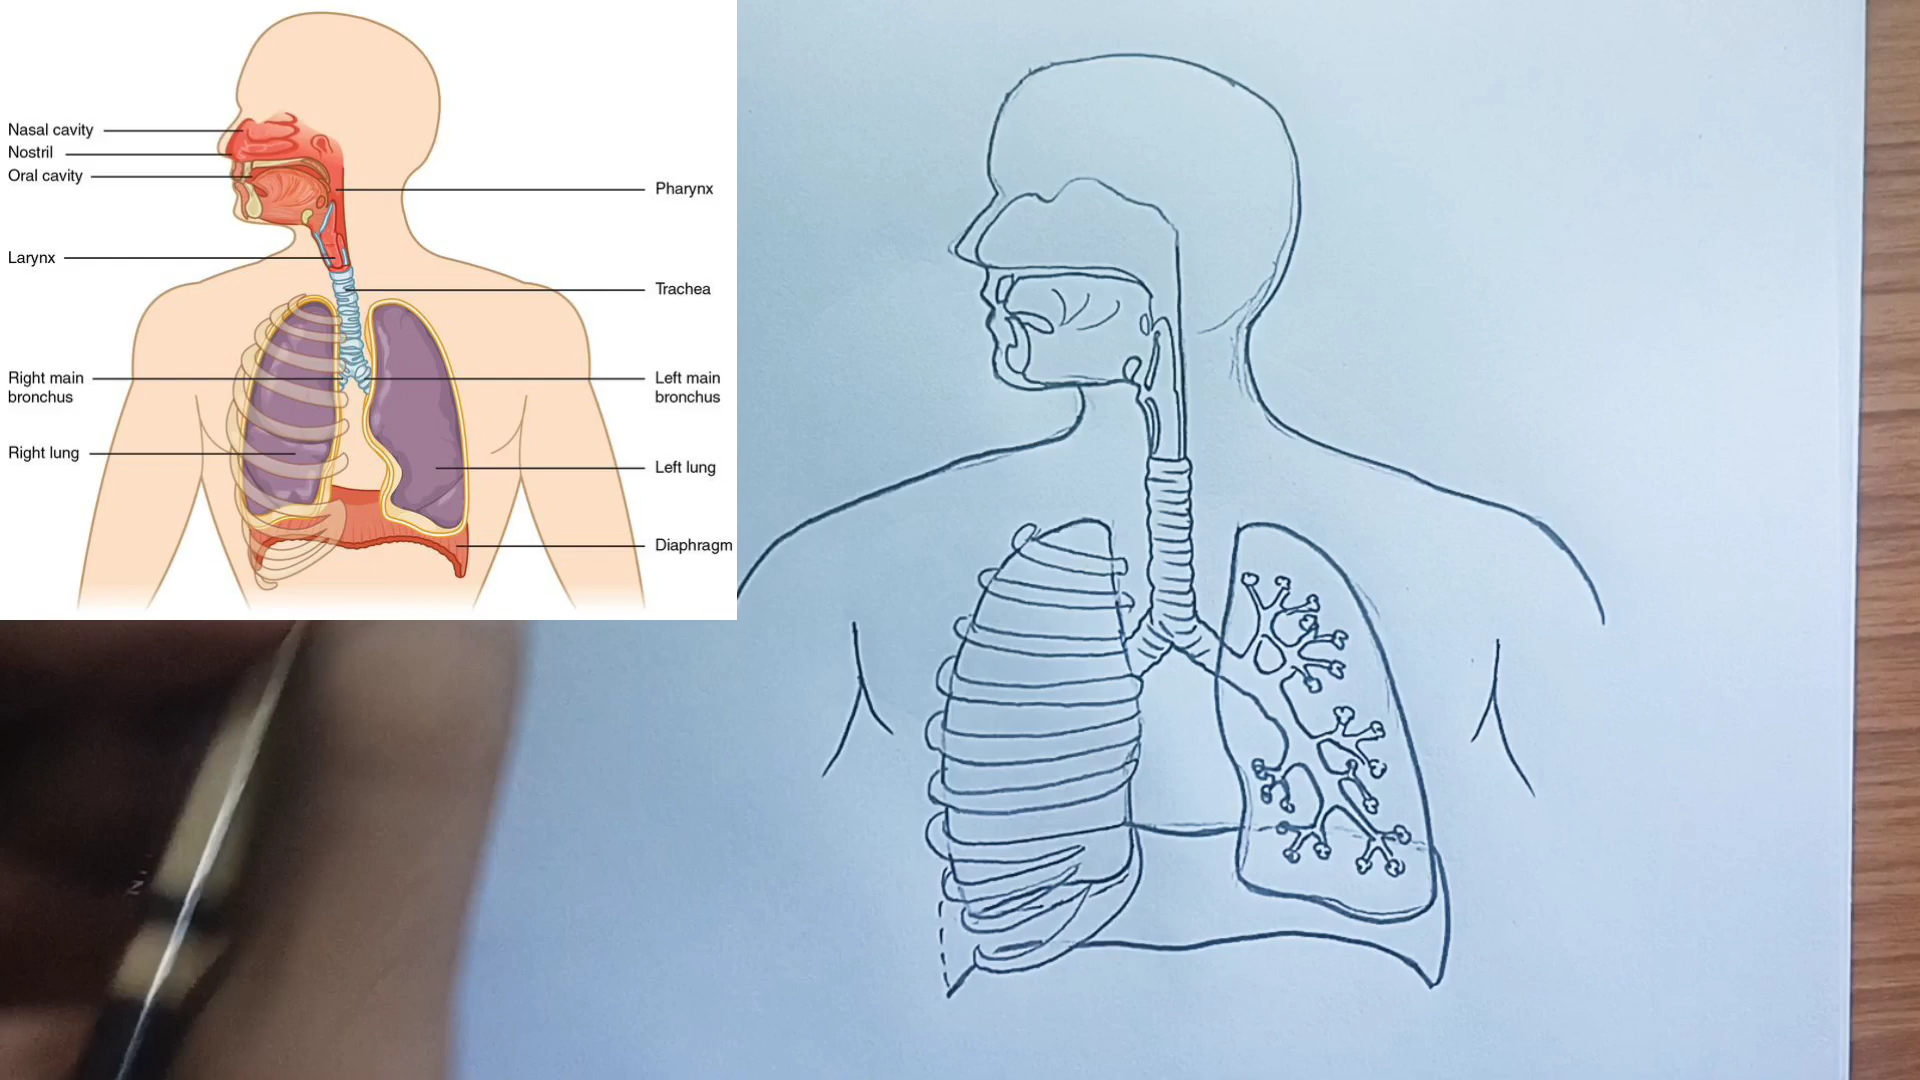 Nasal cavity
Nostril
Oral cavity
Pharynx
Larynx
Trachea
Right main
bronchus
Left main
bronchus
Right lung
Left lung
Diaphragm
N